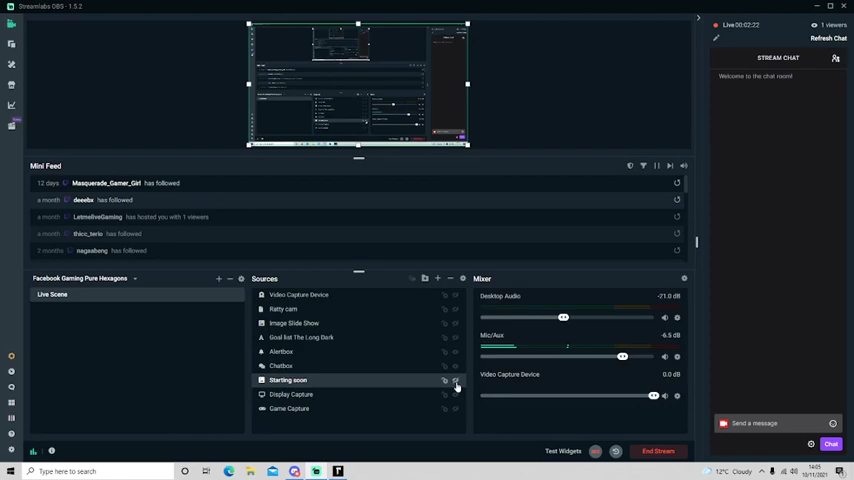 Streamlabs OBS - 1.5.2
Live 00:02:22
1 viewers
Refresh Chat
STREAM CHAT
Welcome to the chat room!
Mini Feed
12 days Masquerade_Gamer_Girl has followed
a month deeebx has followed
a month LetmeliveGaming has hosted you with 1 viewers
a month thicc_terio has followed
2 months nagaabeng has followed
Facebook Gaming Pure Hexagons
Live Scene
Sources
Video Capture Device
Ratty cam
Image Slide Show
Goal list The Long Dark
Alertbox
Chatbox
Starting soon
Display Capture
Game Capture
Mixer
Desktop Audio -21.0 dB
Mic/Aux -6.5 dB
Video Capture Device 0.0 dB
Send a message
Chat
Test Widgets
REC
End Stream
Type here to search
12°C Cloudy
14:05
10/11/2021